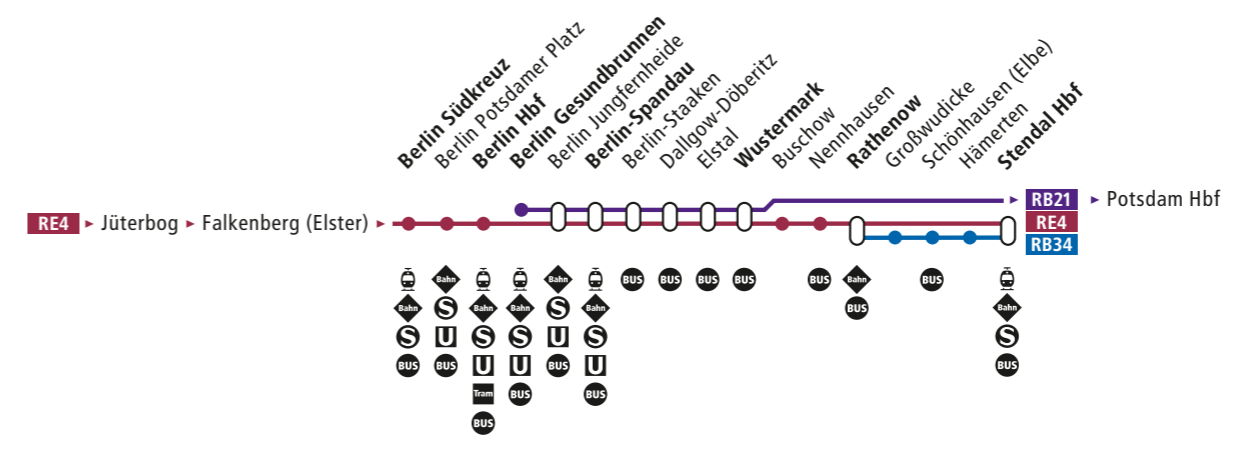 Berlin Südkreuz
Berlin Potsdamer Platz
Berlin Hbf
Berlin Gesundbrunnen
Berlin Jungfernheide
Berlin-Spandau
Berlin-Staaken
Dallgow-Döberitz
Elstal
Wustermark
Buschow
Nennhausen
Rathenow
Großwudicke
Schönhausen (Elbe)
Hämerten
Stendal Hbf
RB21 Potsdam Hbf
RE4 Jüterbog Falkenberg (Elster) RE4
RB34
Bahn Bahn BUS BUS BUS BUS BUS Bahn BUS
Bahn S Bahn Bahn S Bahn BUS Bahn
S U S S U S S
BUS BUS U U BUS U BUS
Tram BUS BUS
BUS